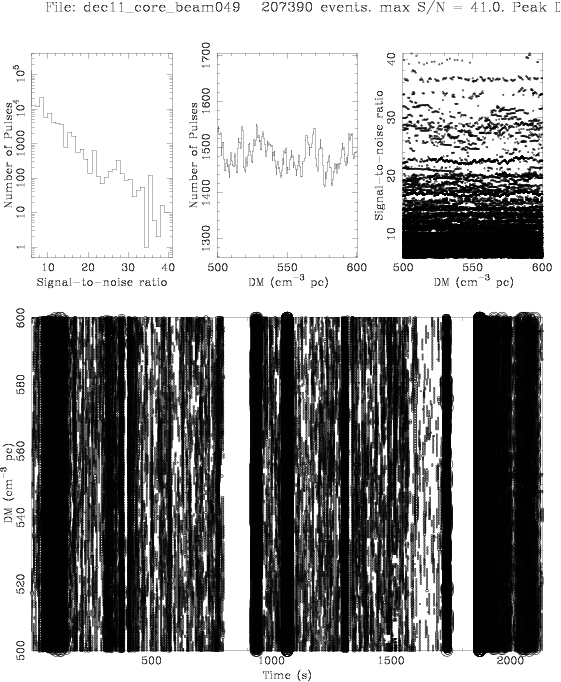 File: dec11_core_beam049 207390 events. max S/N = 41.0. Peak D
Number of Pulses
1 10 100 1000 10^4 10^5
10 20 30 40
Signal-to-noise ratio
Number of Pulses
1300 1400 1500 1600 1700
500 550 600
DM (cm^-3 pc)
Signal-to-noise ratio
10 20 30 40
500 550 600
DM (cm^-3 pc)
DM (cm^-3 pc)
500 520 540 560 580 600
500 1000 1500 2000
Time (s)